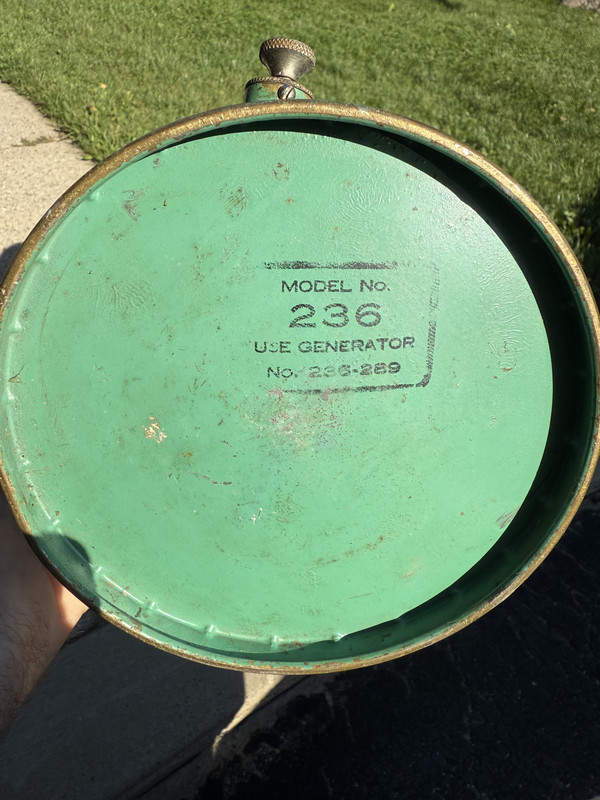 MODEL No.
236
USE GENERATOR
No. 236-289